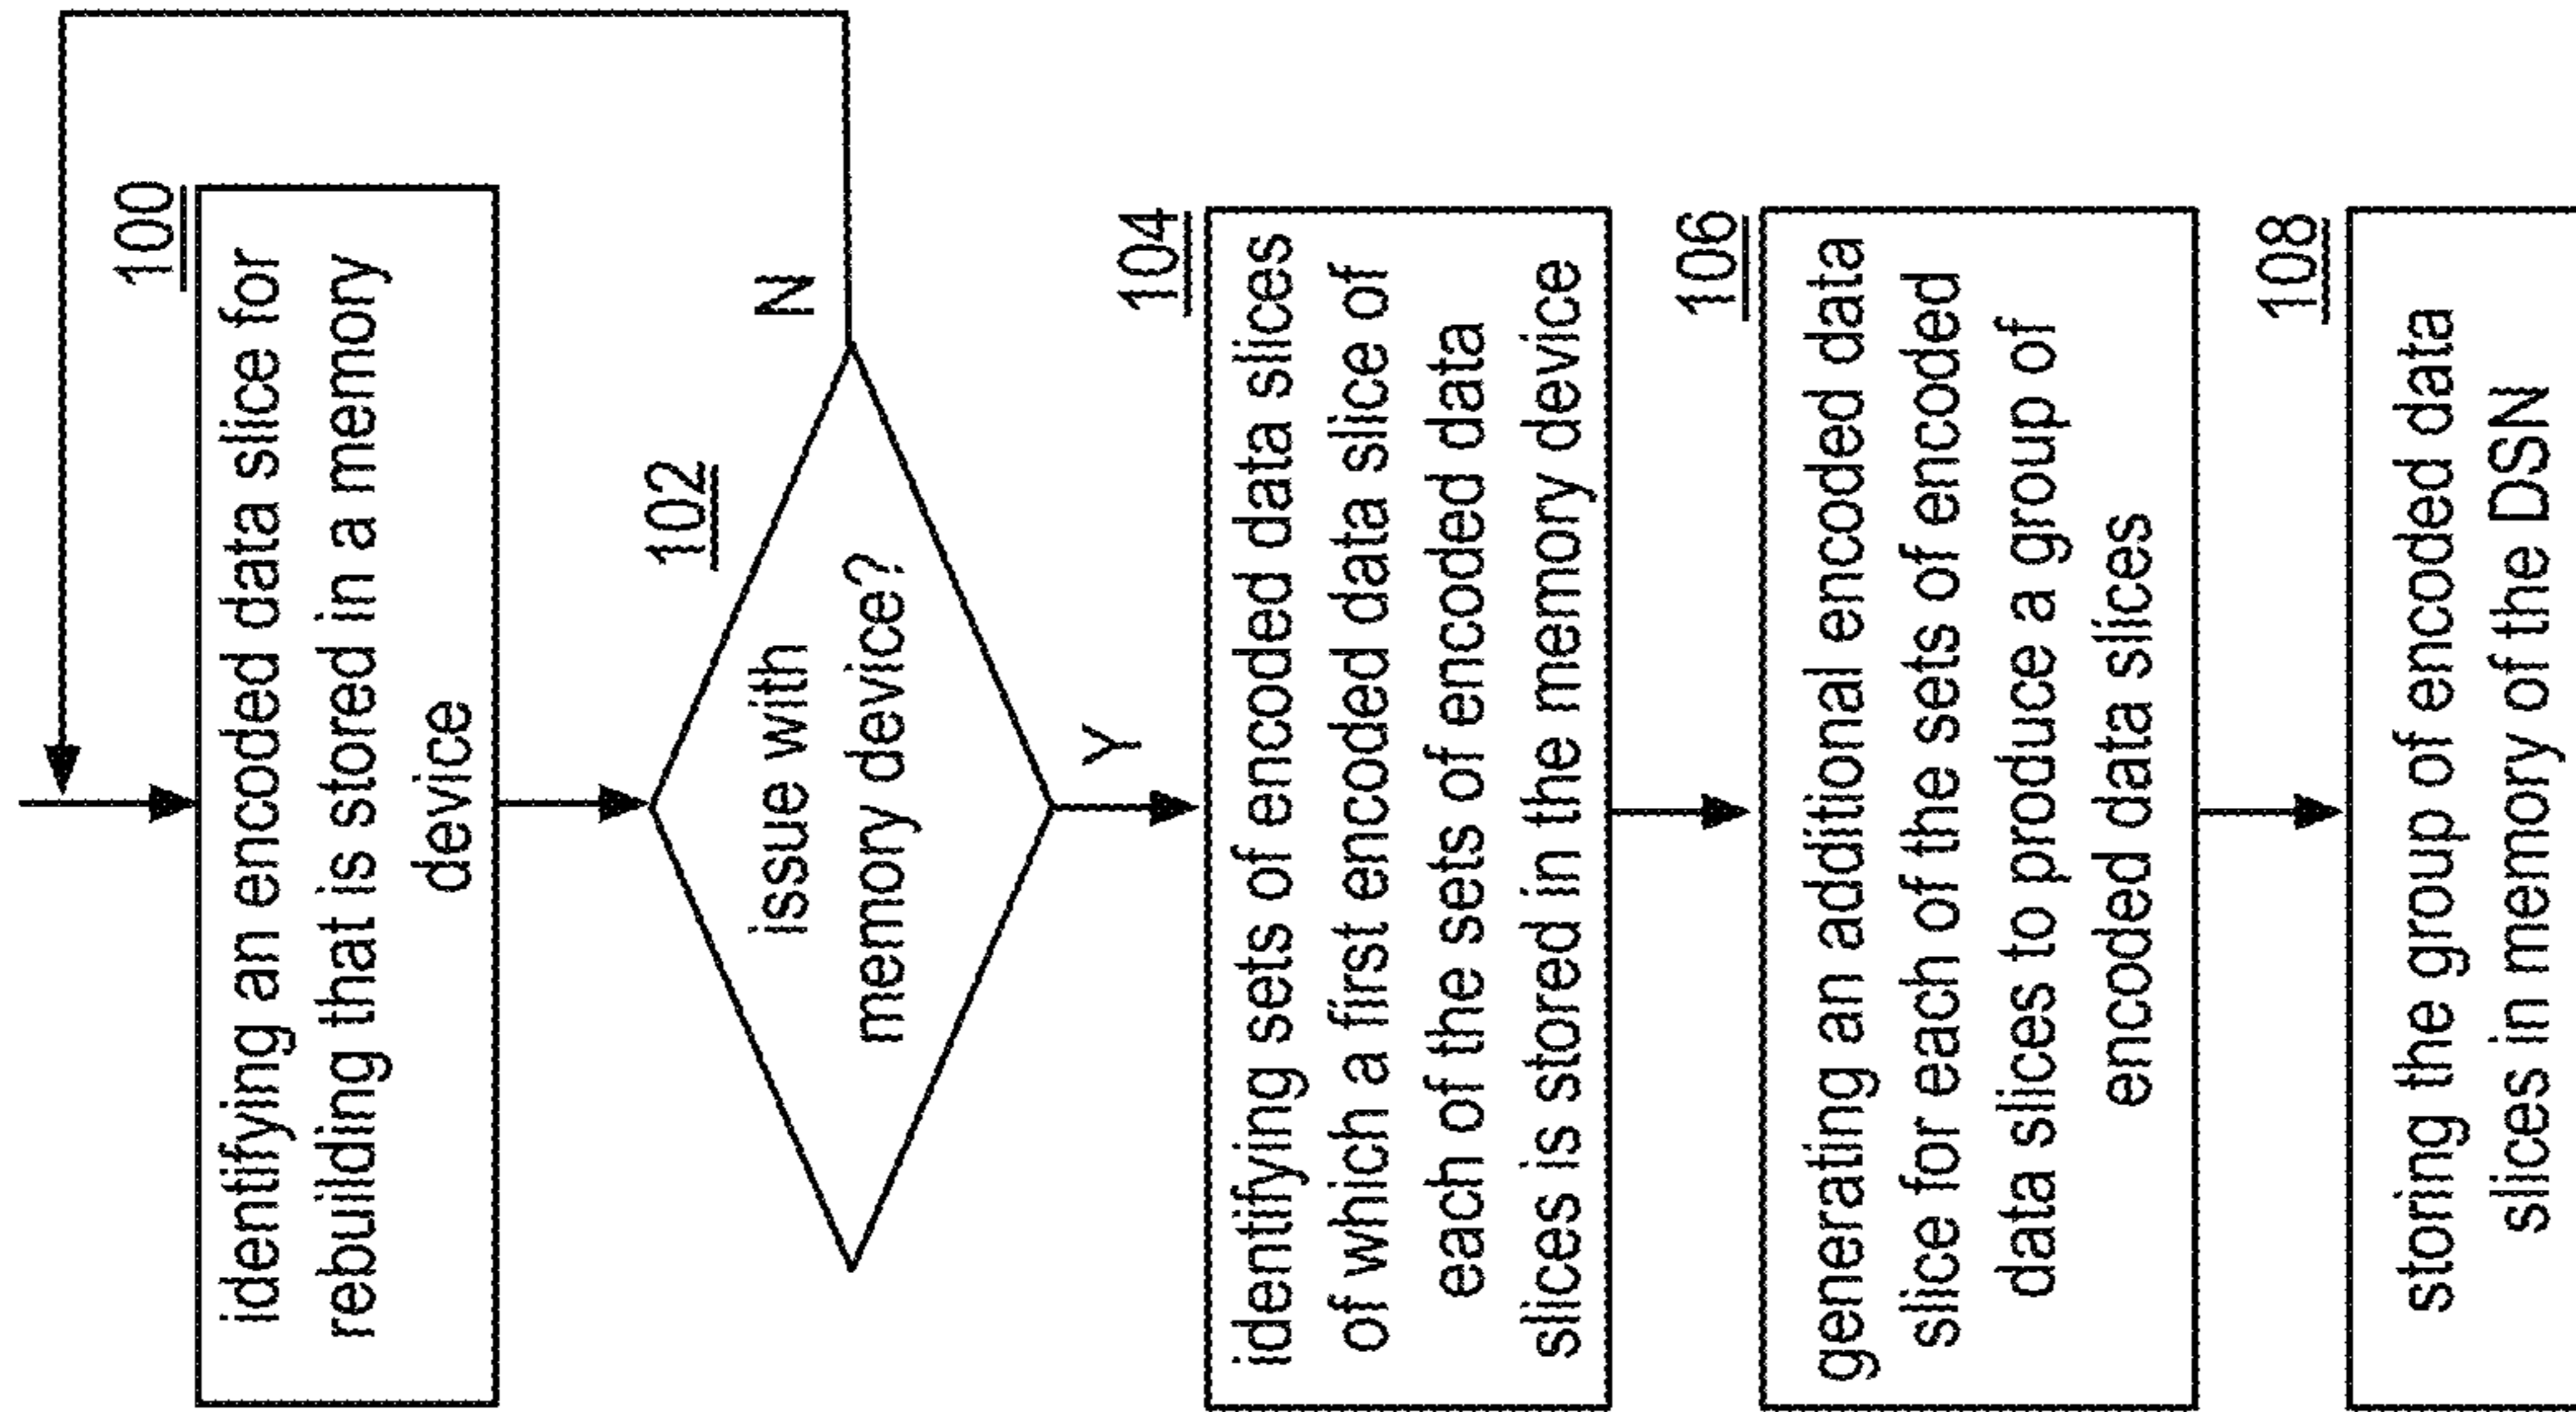 100
identifying an encoded data slice for
rebuilding that is stored in a memory
device
102
issue with
memory device?
N
Y
104
identifying sets of encoded data slices
of which a first encoded data slice of
each of the sets of encoded data
slices is stored in the memory device
106
generating an additional encoded data
slice for each of the sets of encoded
data slices to produce a group of
encoded data slices
108
storing the group of encoded data
slices in memory of the DSN